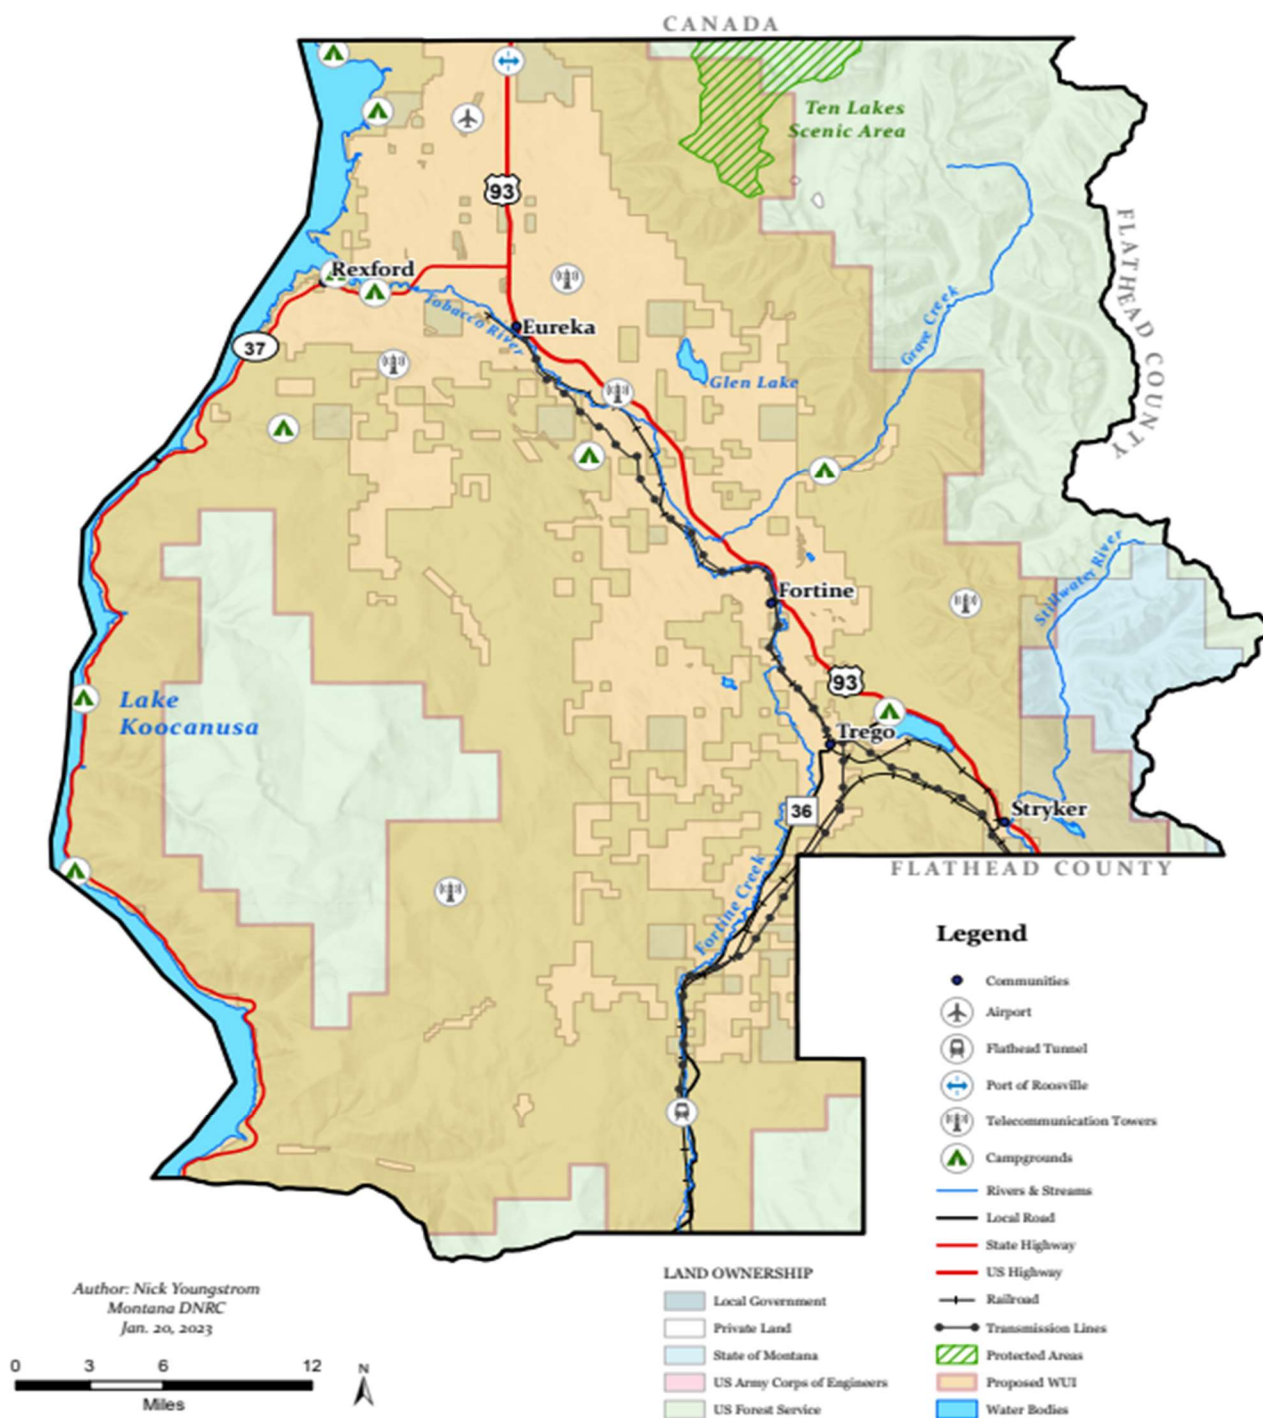 CANADA
Ten Lakes
Scenic Area
93
FLATHEAD COUNTY
Rexford
Tobacco River
Eureka
Grave Creek
37
Glen Lake
Fortine
Stillwater River
93
Lake
Koocanusa
Trego
36
Stryker
FLATHEAD COUNTY
Fortine Creek
Legend
Communities
Airport
Flathead Tunnel
Port of Roosville
Telecommunication Towers
Campgrounds
Rivers & Streams
Local Road
State Highway
US Highway
Railroad
Transmission Lines
Protected Areas
Proposed WUI
Water Bodies
LAND OWNERSHIP
Local Government
Private Land
State of Montana
US Army Corps of Engineers
US Forest Service
Author: Nick Youngstrom
Montana DNRC
Jan. 20, 2023
0 3 6 12
Miles
N